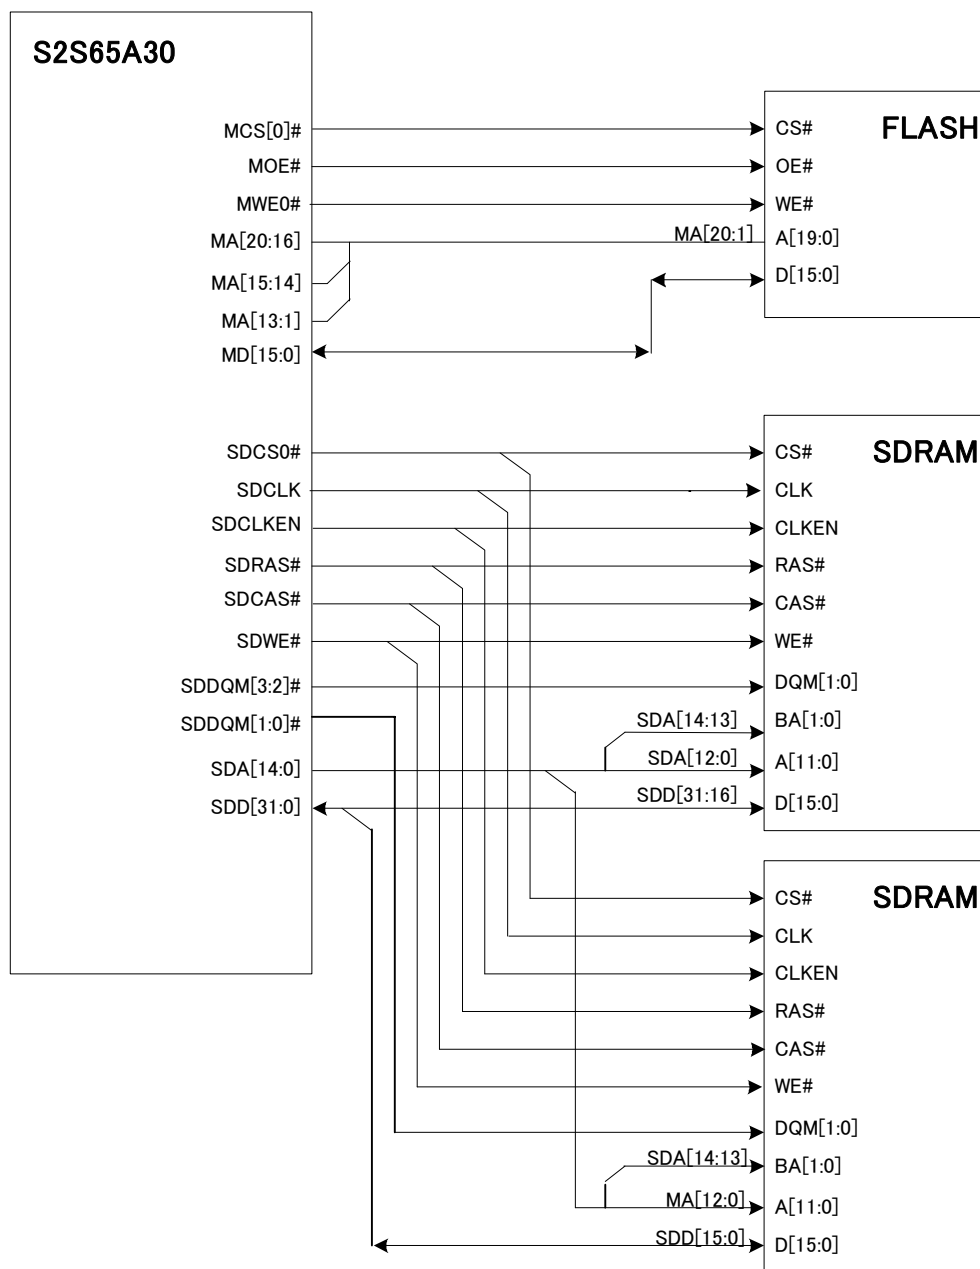 S2S65A30
MCS[0]#
MOE#
MWE0#
MA[20:16]
MA[15:14]
MA[13:1]
MD[15:0]
SDCS0#
SDCLK
SDCLKEN
SDRAS#
SDCAS#
SDWE#
SDDQM[3:2]#
SDDQM[1:0]#
SDA[14:0]
SDD[31:0]
FLASH
CS#
OE#
WE#
MA[20:1] A[19:0]
D[15:0]
SDRAM
CS#
CLK
CLKEN
RAS#
CAS#
WE#
DQM[1:0]
SDA[14:13] BA[1:0]
SDA[12:0] A[11:0]
SDD[31:16] D[15:0]
SDRAM
CS#
CLK
CLKEN
RAS#
CAS#
WE#
DQM[1:0]
SDA[14:13] BA[1:0]
MA[12:0] A[11:0]
SDD[15:0] D[15:0]